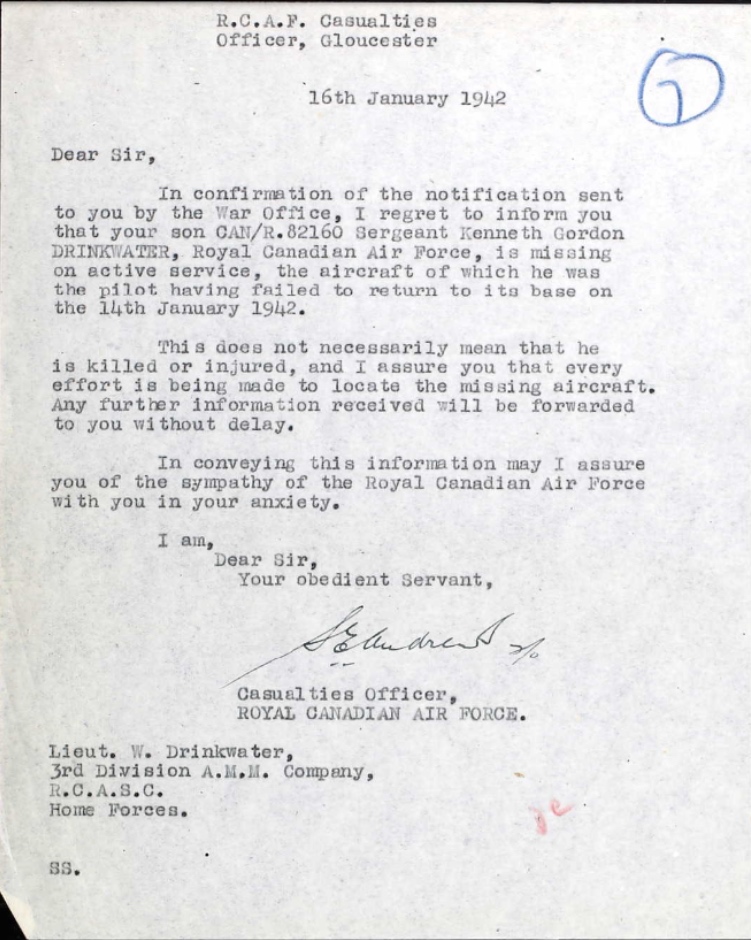 R.C.A.F. Casualties
Officer, Gloucester
16th January 1942
7
Dear Sir,
In confirmation of the notification sent
to you by the War Office, I regret to inform you
that your son CAN/R.82160 Sergeant Kenneth Gordon
DRINKWATER, Royal Canadian Air Force, is missing
on active service, the aircraft of which he was
the pilot having failed to return to its base on
the 14th January 1942.
This does not necessarily mean that he
is killed or injured, and I assure you that every
effort is being made to locate the missing aircraft.
Any further information received will be forwarded
to you without delay.
In conveying this information may I assure
you of the sympathy of the Royal Canadian Air Force
with you in your anxiety.
I am,
Dear Sir,
Your obedient Servant,
Casualties Officer,
ROYAL CANADIAN AIR FORCE.
Lieut. W. Drinkwater,
3rd Division A.M.M. Company,
R.C.A.S.C.
Home Forces.
SS.